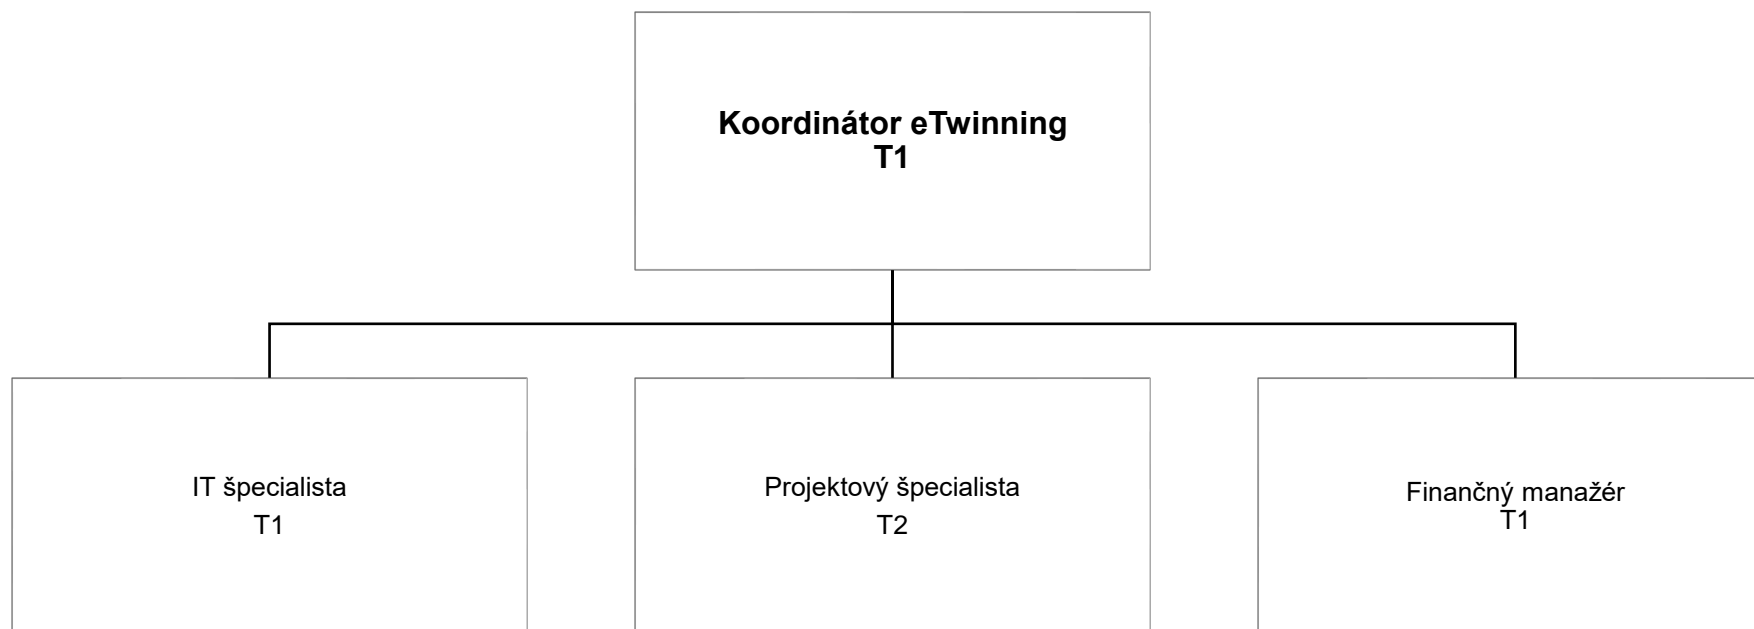 Koordinátor eTwinning
T1
IT špecialista
T1
Projektový špecialista
T2
Finančný manažér
T1